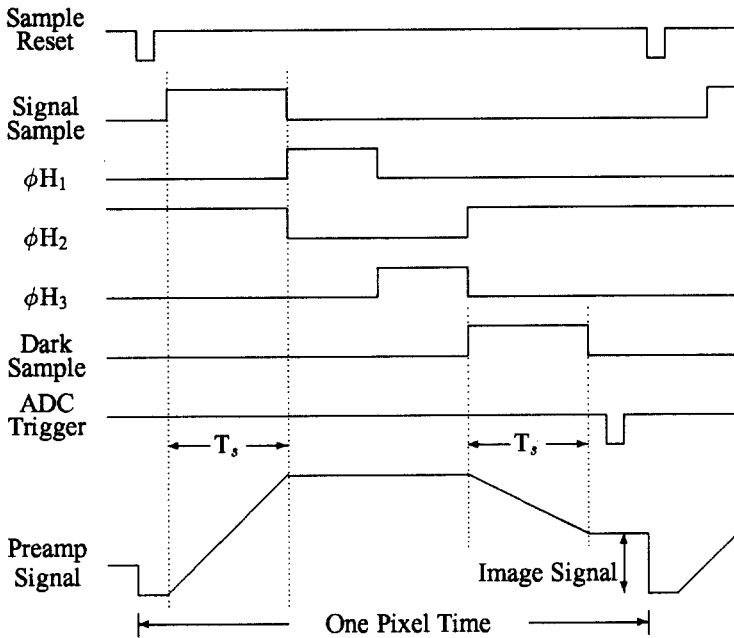 Sample
Reset
Signal
Sample
ϕH₁
ϕH₂
ϕH₃
Dark
Sample
ADC
Trigger
Tₛ
Tₛ
Preamp
Signal
Image Signal
One Pixel Time